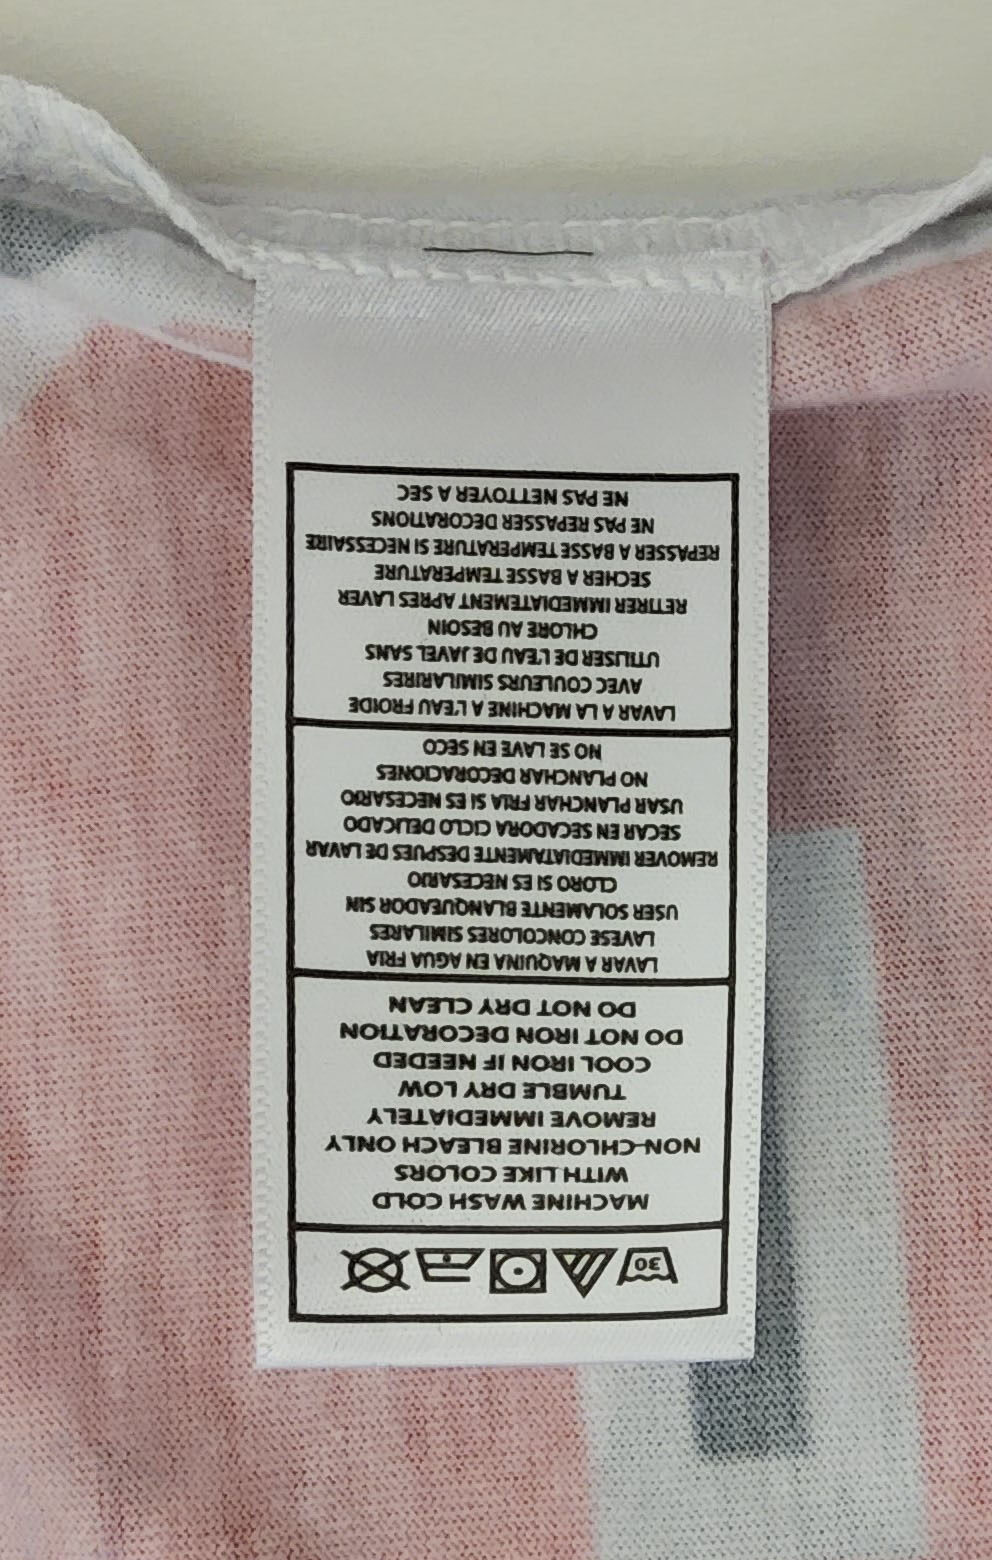 30
MACHINE WASH COLD
WITH LIKE COLORS
NON-CHLORINE BLEACH ONLY
REMOVE IMMEDIATELY
TUMBLE DRY LOW
COOL IRON IF NEEDED
DO NOT IRON DECORATION
DO NOT DRY CLEAN
LAVAR A MAQUINA EN AGUA FRIA
LAVESE CONCOLORES SIMILARES
USER SOLAMENTE BLANQUEADOR SIN
CLORO SI ES NECESARIO
REMOVER IMMEDIATAMENTE DESPUES DE LAVAR
SECAR EN SECADORA CICLO DELICADO
USAR PLANCHAR FRIA SI ES NECESARIO
NO PLANCHAR DECORACIONES
NO SE LAVE EN SECO
LAVAR A LA MACHINE A L'EAU FROIDE
AVEC COULEURS SIMILARIRES
UTILISER DE L'EAU DE JAVEL SANS
CHLORE AU BESOIN
RETIRER IMMEDIATEMENT APRES LAVER
SECHER A BASSE TEMPERATURE
REPASSER A BASSE TEMPERATURE SI NECESSAIRE
NE PAS REPASSER DECORATIONS
NE PAS NETTOYER A SEC